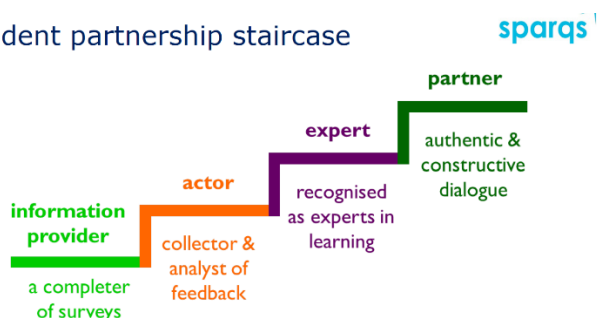 dent partnership staircase
sparqs
partner
authentic &
constructive
dialogue
expert
recognised
as experts in
learning
actor
collector &
analyst of
feedback
information
provider
a completer
of surveys